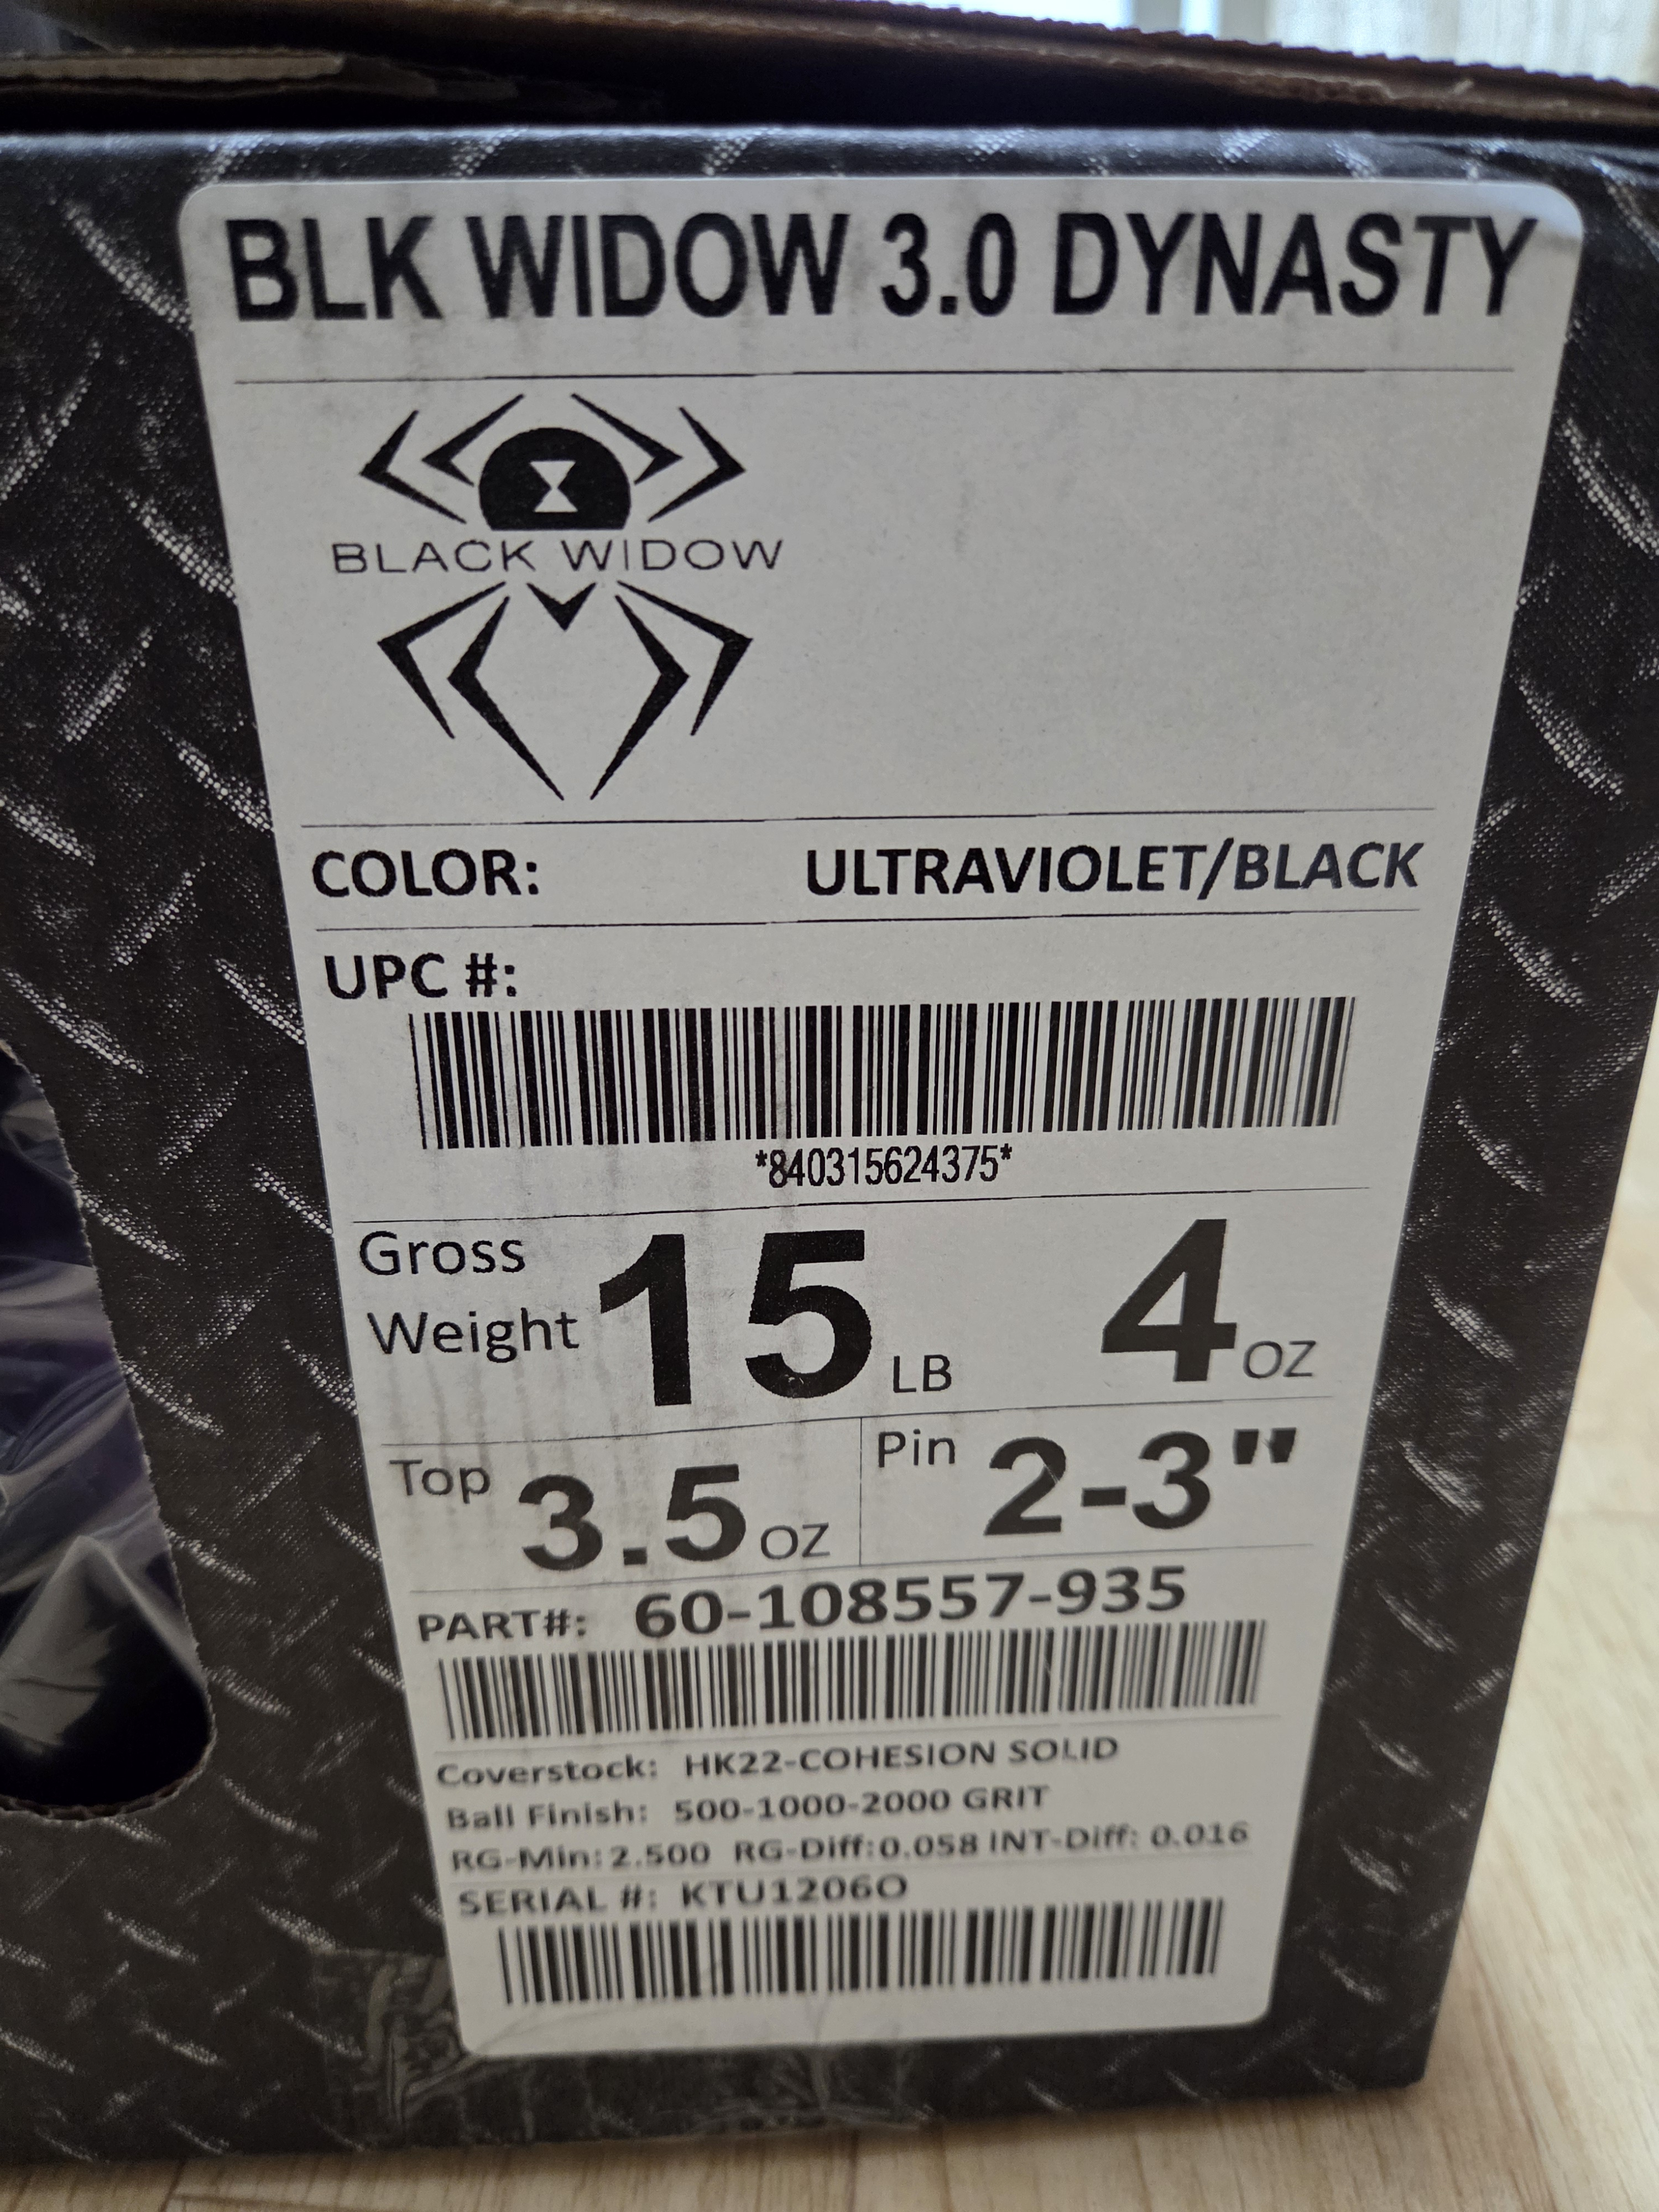 BLK WIDOW 3.0 DYNASTY
BLACK WIDOW
COLOR: ULTRAVIOLET/BLACK
UPC #:
*840315624375*
Gross Weight 15 LB 4 OZ
Top 3.5 OZ Pin 2-3"
PART#: 60-108557-935
Coverstock: HK22-COHESION SOLID
Ball Finish: 500-1000-2000 GRIT
RG-Min: 2.500 RG-Diff: 0.058 INT-Diff: 0.016
SERIAL #: KTU1206O